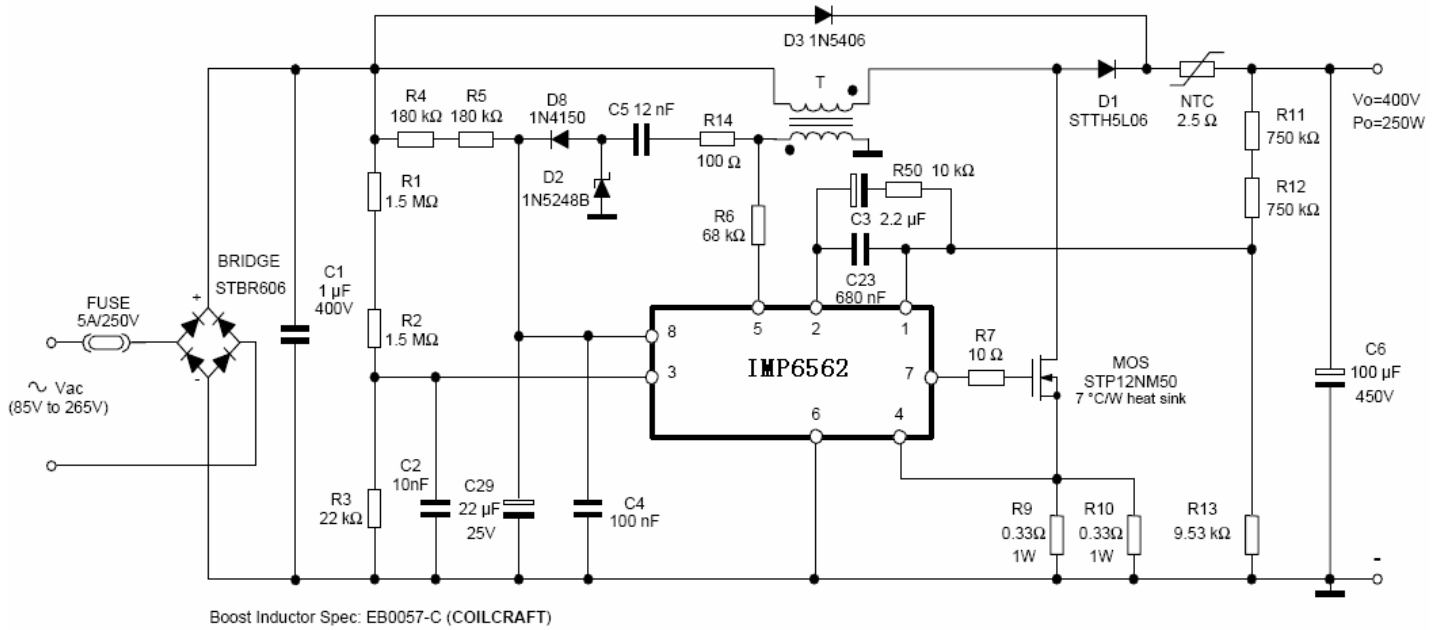 D3 1N5406
T
R4
180 kΩ
R5
180 kΩ
D8
1N4150
C5 12 nF
R14
100 Ω
D1
STTH5L06
NTC
2.5 Ω
Vo=400V
Po=250W
R11
750 kΩ
R12
750 kΩ
D2
1N5248B
R1
1.5 MΩ
R50 10 kΩ
C3 2.2 µF
R6
68 kΩ
C23
680 nF
BRIDGE
STBR606
+
-
C1
1 µF
400V
FUSE
5A/250V
R2
1.5 MΩ
∼ Vac
(85V to 265V)
8
3
5
2
1
IMP6562
7
6
4
R7
10 Ω
MOS
STP12NM50
7 °C/W heat sink
C6
100 µF
450V
R3
22 kΩ
C2
10nF
C29
22 µF
25V
C4
100 nF
R9
0.33Ω
1W
R10
0.33Ω
1W
R13
9.53 kΩ
-
Boost Inductor Spec: EB0057-C (COILCRAFT)